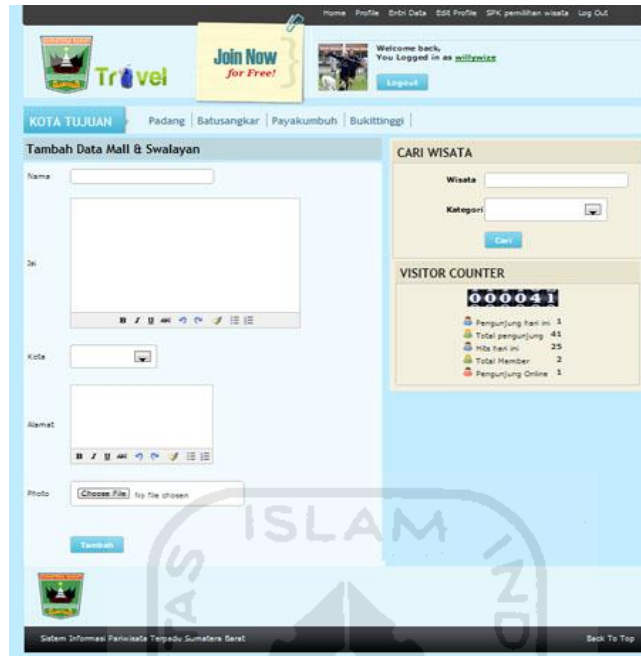 Home Profile Entri Data Edit Profile SPK pemilihan wisata Log Out
SUMATERA BARAT
Travel
Join Now
for Free!
Welcome back,
You Logged in as willywize
Logout
KOTA TUJUAN
Padang | Batusangkar | Payakumbuh | Bukittinggi |
Tambah Data Mall & Swalayan
Nama
Isi
B I U ABC
Kota
Alamat
B I U ABC
Photo
Choose File No file chosen
Tambah
CARI WISATA
Wisata
Kategori
Cari
VISITOR COUNTER
000041
Pengunjung hari ini 1
Total pengunjung 41
Hits hari ini 25
Total Member 2
Pengunjung Online 1
ISLAM
Sistem Informasi Pariwisata Terpadu Sumatera Barat
Back To Top